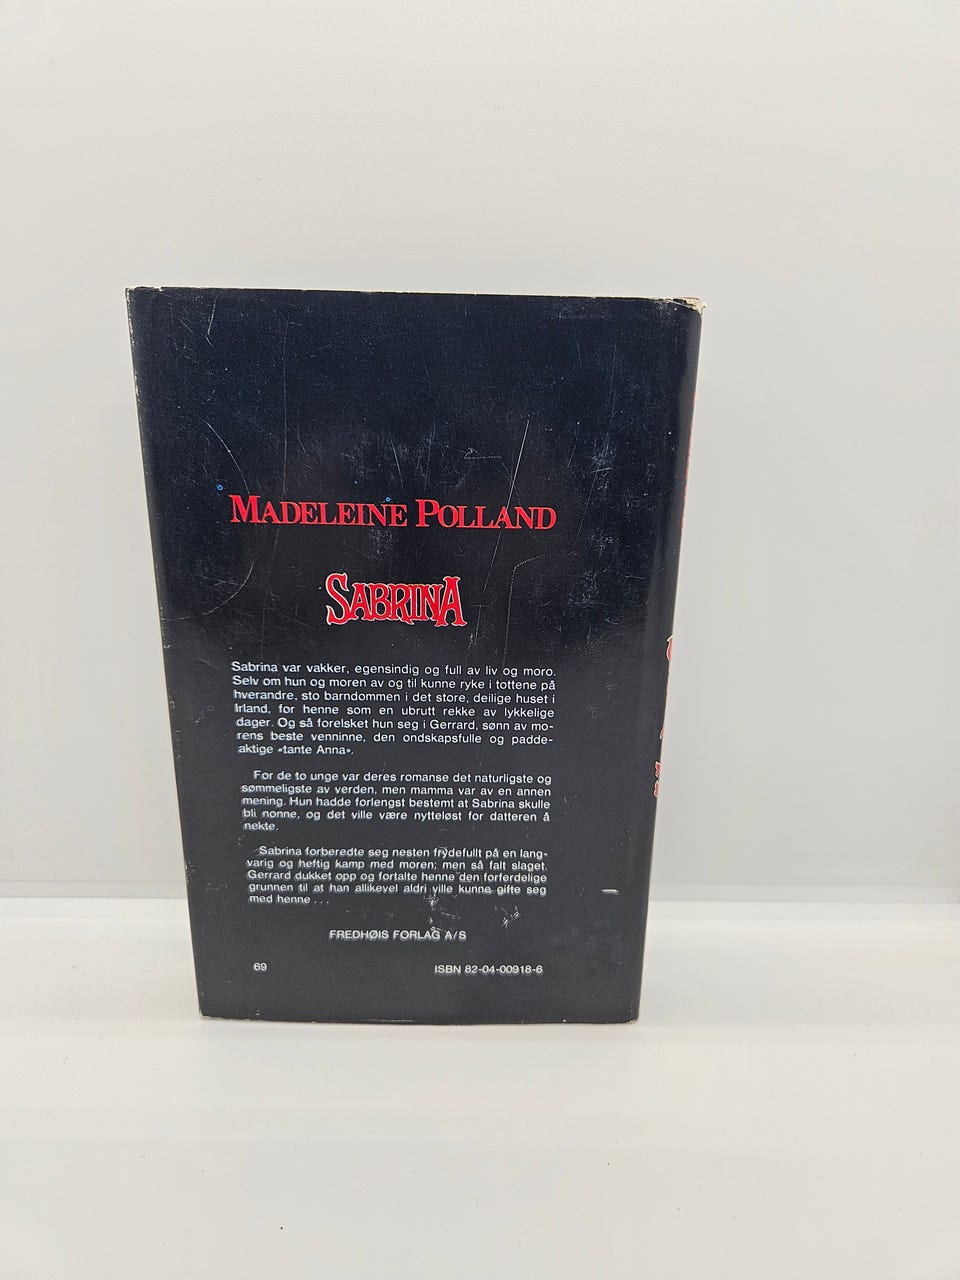 MADELEINE POLLAND
SABRINA
Sabrina var vakker, egensindig og full av liv og moro.
Selv om hun og moren av og til kunne ryke i tottene på
hverandre, sto barndommen i det store, deilige huset i
Irland, for henne som en ubrutt rekke av lykkelige
dager. Og så forelsket hun seg i Gerrard, sønn av mo-
rens beste venninne, den ondskapsfulle og padde-
aktige «tante Anna».
For de to unge var deres romanse det naturligste og
sømmeligste av verden, men mamma var av en annen
mening. Hun hadde forlengst bestemt at Sabrina skulle
bli nonne, og det ville være nytteløst for datteren å
nekte.
Sabrina forberedte seg nesten frydefullt på en lang-
varig og heftig kamp med moren; men så falt slaget.
Gerrard dukket opp og fortalte henne den forferdelige
grunnen til at han allikevel aldri ville kunne gifte seg
med henne . . .
FREDHØIS FORLAG A/S
69 ISBN 82-04-00918-6